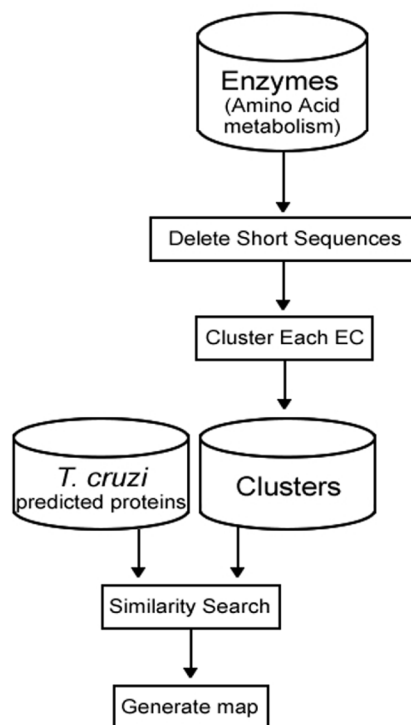 Enzymes
(Amino Acid
metabolism)
Delete Short Sequences
Cluster Each EC
T. cruzi
predicted proteins
Clusters
Similarity Search
Generate map